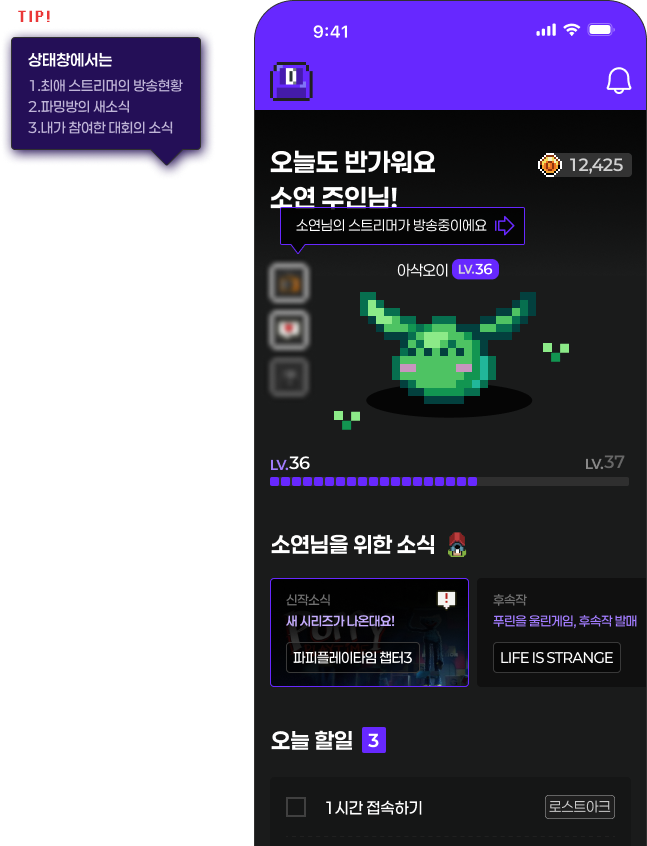 TIP!
상태창에서는
1.최애 스트리머의 방송현황
2.파밍방의 새소식
3.내가 참여한 대회의 소식
9:41
D.
오늘도 반가워요
소연 주인님!
12,425
소연님의 스트리머가 방송중이에요
아삭오이 LV.36
LV.36
LV.37
소연님을 위한 소식
신작소식
새 시리즈가 나온대요!
파피플레이타임 챕터3
후속작
푸린을 울린게임, 후속작 발매
LIFE IS STRANGE
오늘 할일 3
1시간 접속하기
로스트아크